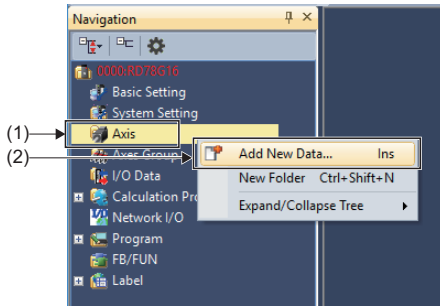 Navigation
0000:RD78G16
Basic Setting
System Setting
(1) Axis
(2) Add New Data... Ins
Axes Group
New Folder Ctrl+Shift+N
I/O Data
Calculation Pro
Expand/Collapse Tree
Network I/O
Program
FB/FUN
Label